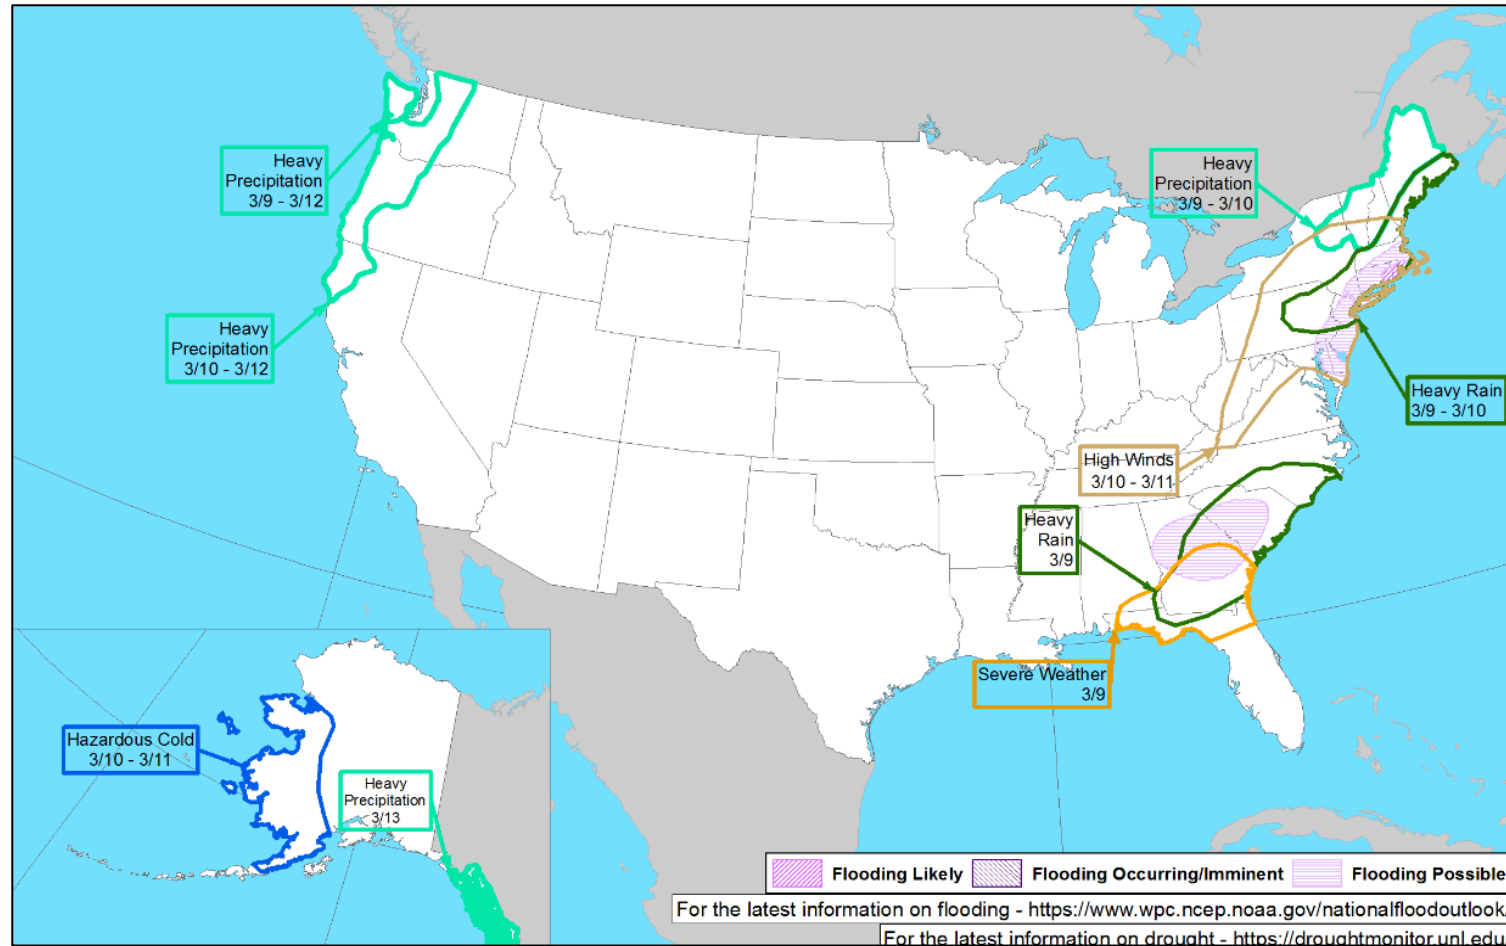 Heavy
Precipitation
3/9 - 3/12
Heavy
Precipitation
3/10 - 3/12
Heavy
Precipitation
3/9 - 3/10
Heavy Rain
3/9 - 3/10
High Winds
3/10 - 3/11
Heavy
Rain
3/9
Severe Weather
3/9
Hazardous Cold
3/10 - 3/11
Heavy
Precipitation
3/13
Flooding Likely Flooding Occurring/Imminent Flooding Possible
For the latest information on flooding - https://www.wpc.ncep.noaa.gov/nationalfloodoutlook/
For the latest information on drought - https://droughtmonitor.unl.edu